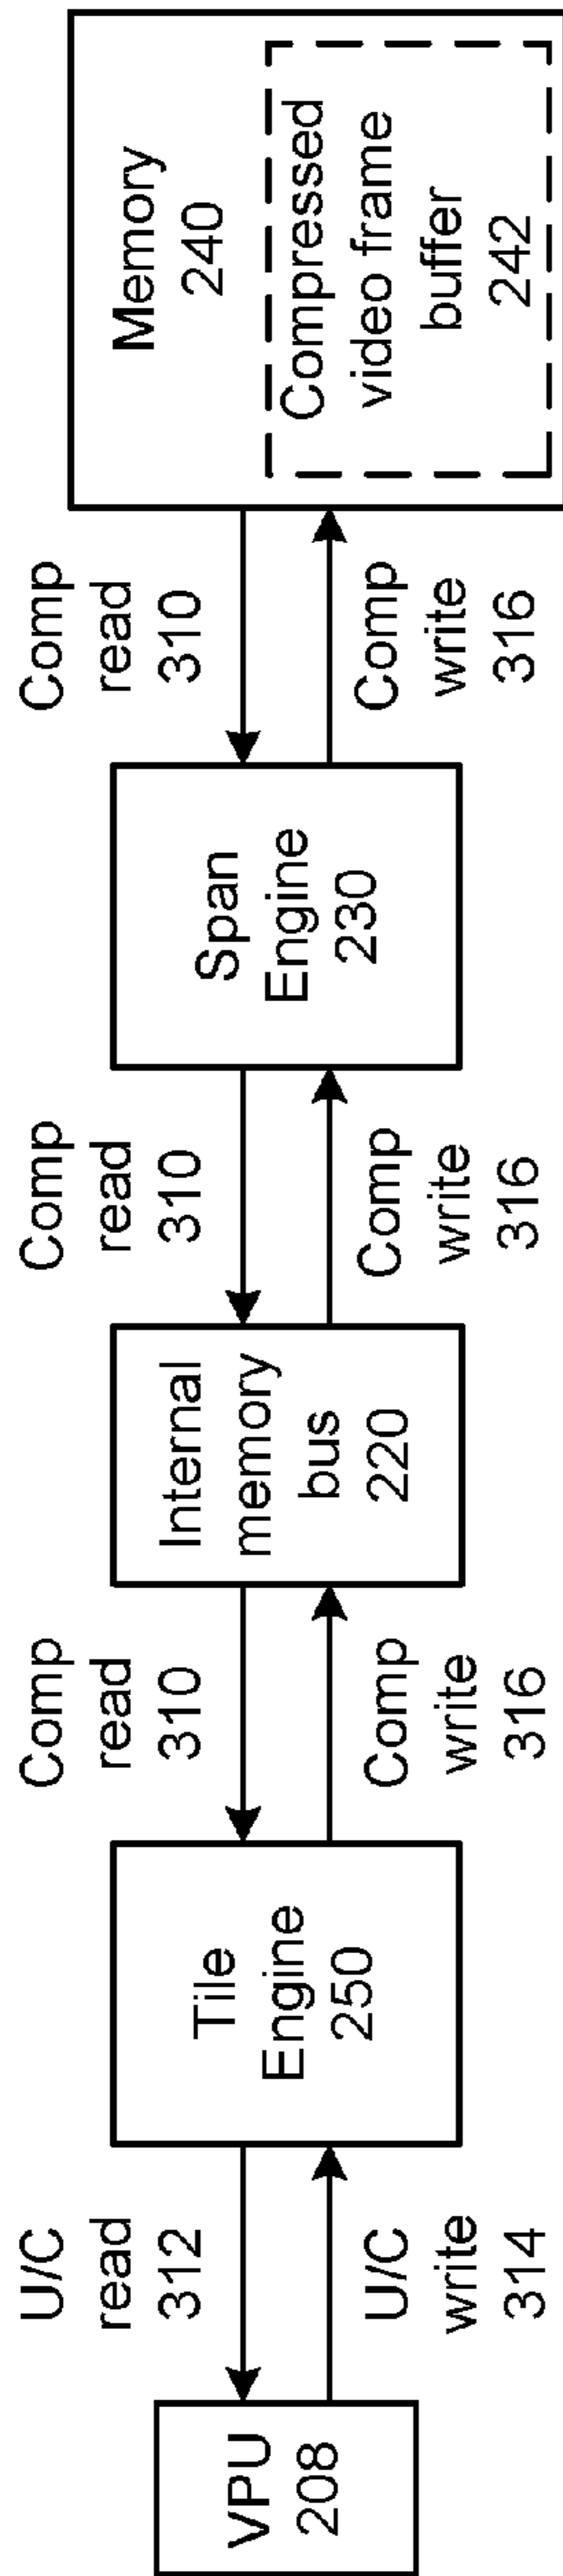 VPU
208
U/C
read
312
U/C
write
314
Tile
Engine
250
Comp
read
310
Comp
write
316
Internal
memory
bus
220
Comp
read
310
Comp
write
316
Span
Engine
230
Comp
read
310
Comp
write
316
Memory
240
Compressed
video frame
buffer
242